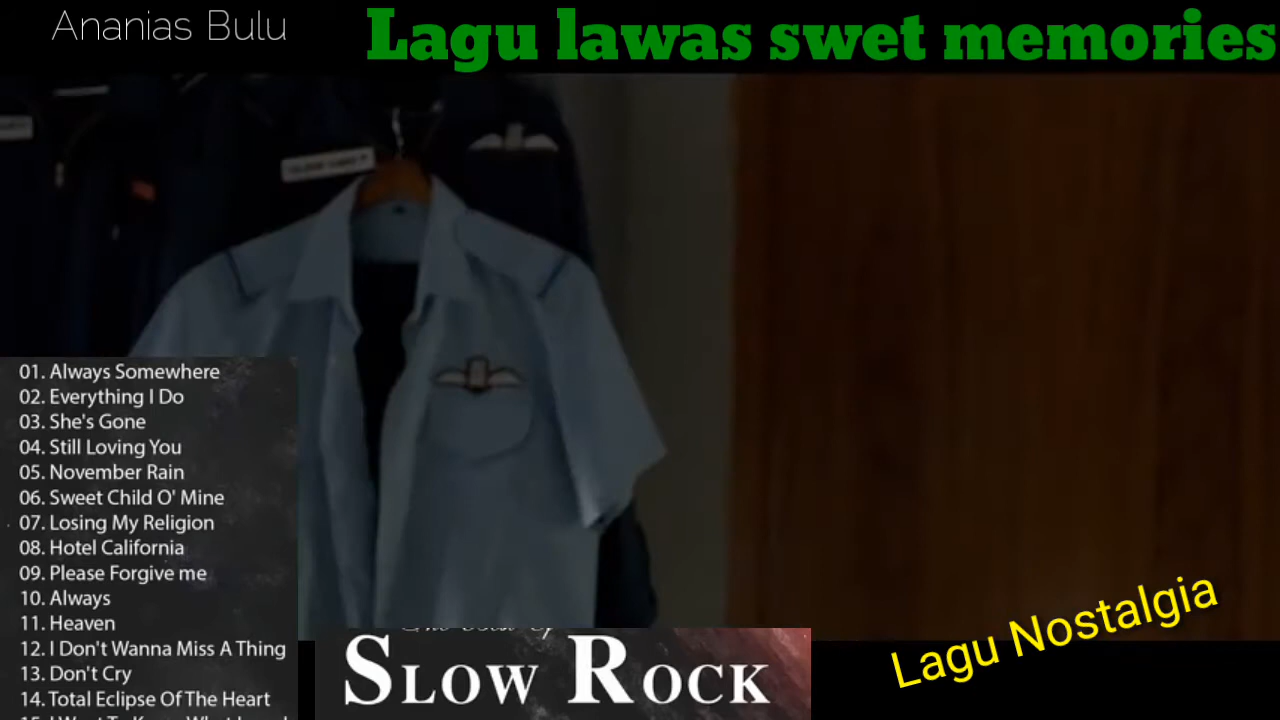 Ananias Bulu
Lagu lawas swet memories
01. Always Somewhere
02. Everything I Do
03. She's Gone
04. Still Loving You
05. November Rain
06. Sweet Child O' Mine
07. Losing My Religion
08. Hotel California
09. Please Forgive me
10. Always
11. Heaven
12. I Don't Wanna Miss A Thing
13. Don't Cry
14. Total Eclipse Of The Heart
SLOW ROCK
Lagu Nostalgia